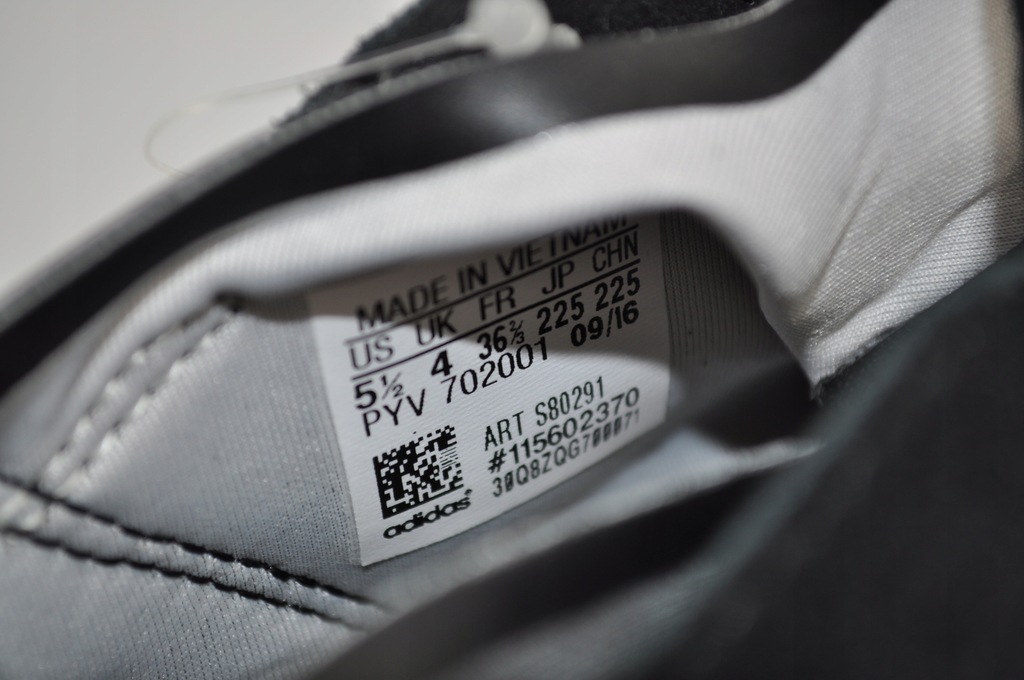 MADE IN VIETNAM
US UK FR JP CHN
5½ 4 36⅔ 225 225
PYV 702001 09/16
ART S80291
#115602370
30Q8ZQG700071
adidas